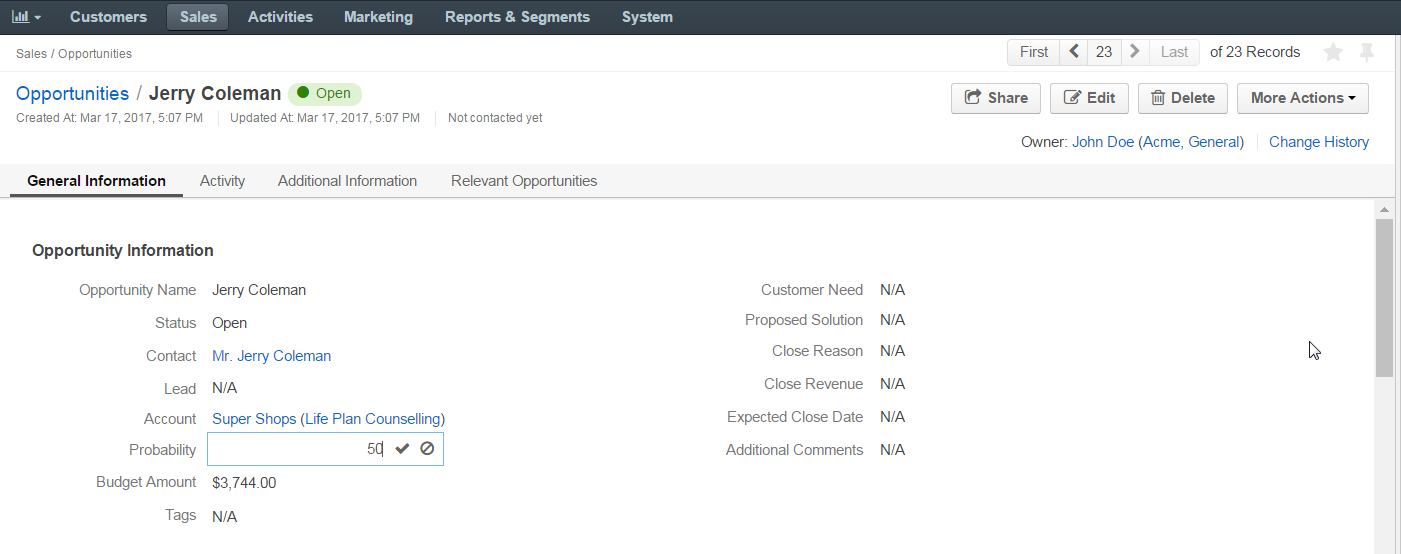 Customers Sales Activities Marketing Reports & Segments System
Sales / Opportunities
First 23 Last of 23 Records
Opportunities / Jerry Coleman Open
Share Edit Delete More Actions
Created At: Mar 17, 2017, 5:07 PM Updated At: Mar 17, 2017, 5:07 PM Not contacted yet
Owner: John Doe (Acme, General) Change History
General Information Activity Additional Information Relevant Opportunities
Opportunity Information
Opportunity Name Jerry Coleman
Status Open
Contact Mr. Jerry Coleman
Lead N/A
Account Super Shops (Life Plan Counselling)
Probability 50
Budget Amount $3,744.00
Tags N/A
Customer Need N/A
Proposed Solution N/A
Close Reason N/A
Close Revenue N/A
Expected Close Date N/A
Additional Comments N/A